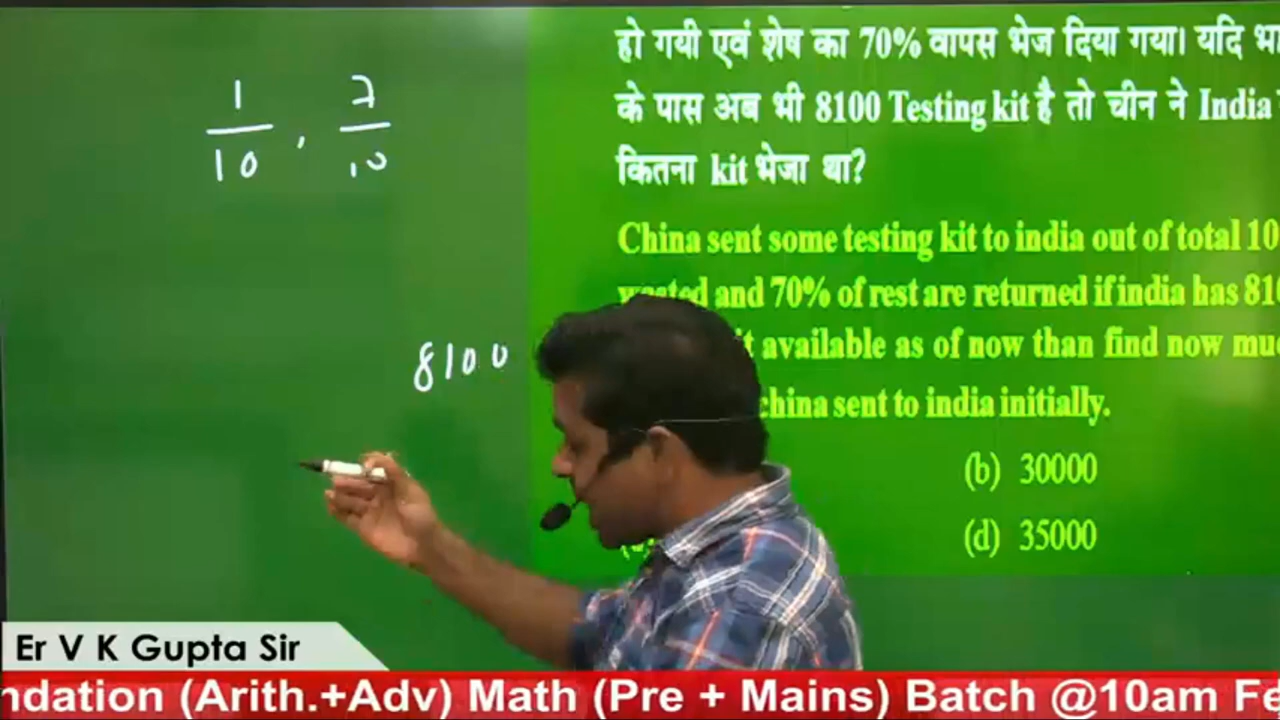 1 7
10 , 10
8100
हो गयी एवं शेष का 70% वापस भेज दिया गया। यदि
के पास अब भी 8100 Testing kit है तो चीन ने India
कितना kit भेजा था?
China sent some testing kit to india out of total 10
wasted and 70% of rest are returned if india has 810
available as of now than find now
china sent to india initially.
(b) 30000
(d) 35000
Er V K Gupta Sir
(Arith.+Adv) Math (Pre + Mains) Batch @10am